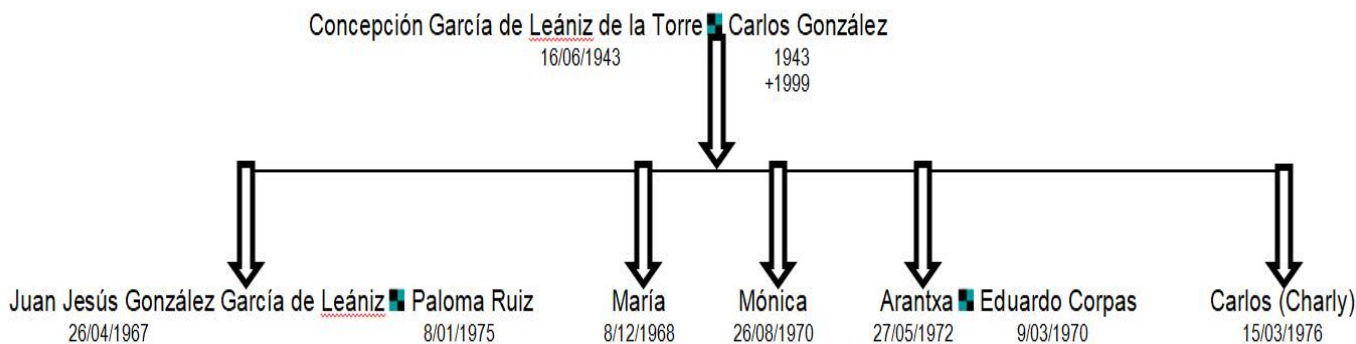 Concepción García de Leániz de la Torre Carlos González
16/06/1943 1943
+1999
Juan Jesús González García de Leániz Paloma Ruiz María Mónica Arantxa Eduardo Corpas Carlos (Charly)
26/04/1967 8/01/1975 8/12/1968 26/08/1970 27/05/1972 9/03/1970 15/03/1976